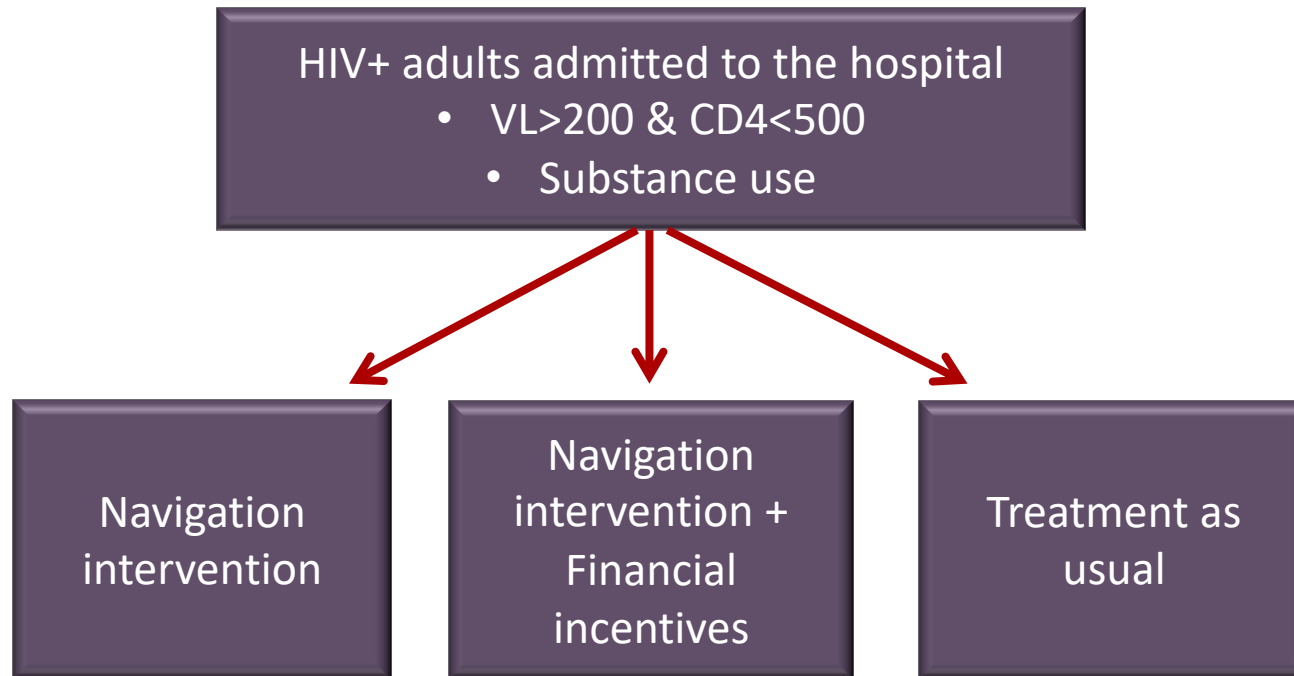 HIV+ adults admitted to the hospital
• VL>200 & CD4<500
• Substance use
Navigation
intervention
Navigation
intervention +
Financial
incentives
Treatment as
usual